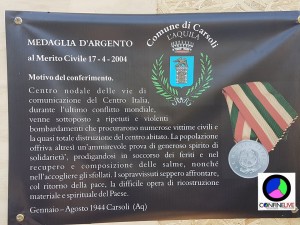 Comune di Carsoli
L'AQUILA
MEDAGLIA D'ARGENTO
al Merito Civile 17 - 4 - 2004
Motivo del conferimento.
Centro nodale delle vie di
comunicazione del Centro Italia,
durante l'ultimo conflitto mondiale,
venne sottoposto a ripetuti e violenti
bombardamenti che procurarono numerose vittime civili e
la quasi totale distruzione del centro abitato. La popolazione
offriva altresì un'ammirevole prova di generoso spirito di
solidarietà', prodigandosi in soccorso dei feriti e nel
recupero e composizione delle salme, nonché
nell'accogliere gli sfollati. I sopravvissuti seppero affrontare,
col ritorno della pace, la difficile opera di ricostruzione
materiale e spirituale del Paese.
Gennaio - Agosto 1944 Carsoli (Aq)
CONFINELIVE